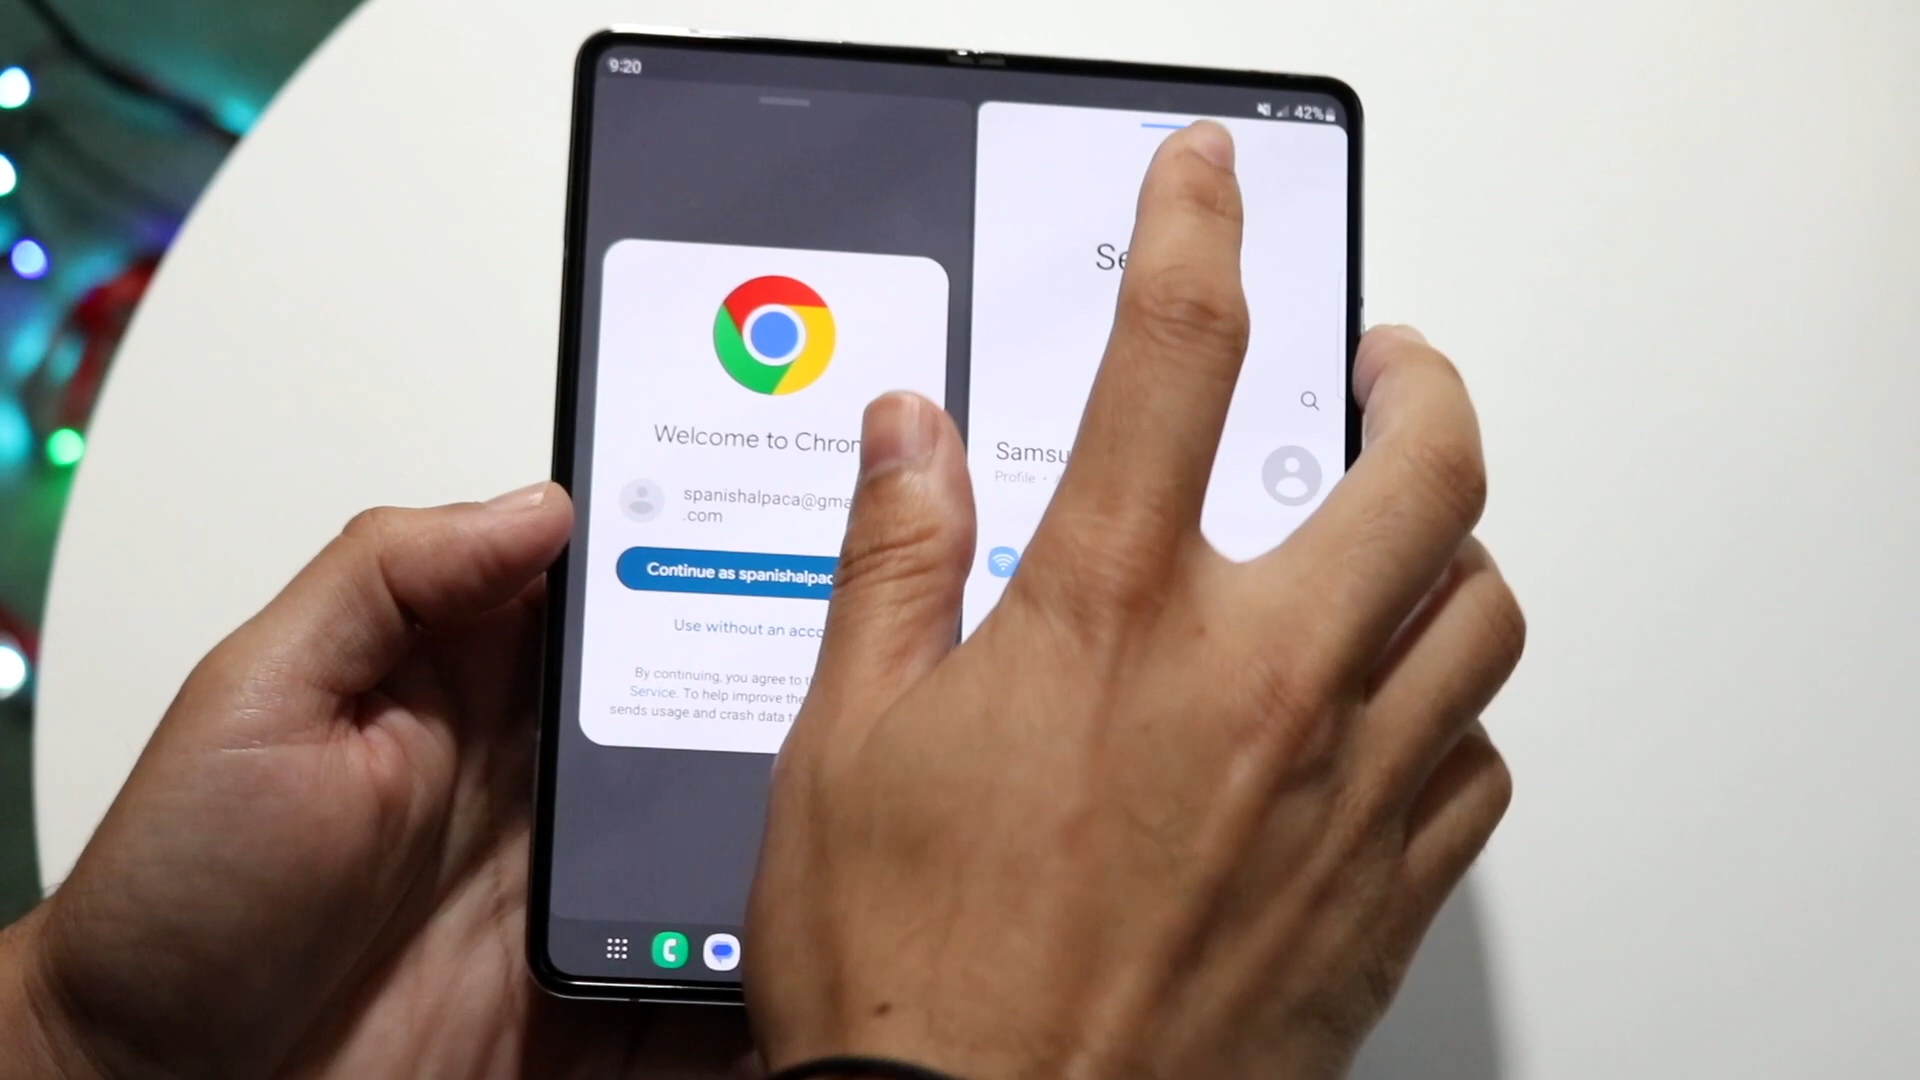 9:20
42%
Welcome to Chrom
spanishalpaca@gma
.com
Continue as spanishalpac
Use without an acco
By continuing, you agree to t
Service. To help improve the
sends usage and crash data t
Se
Samsu
Profile •